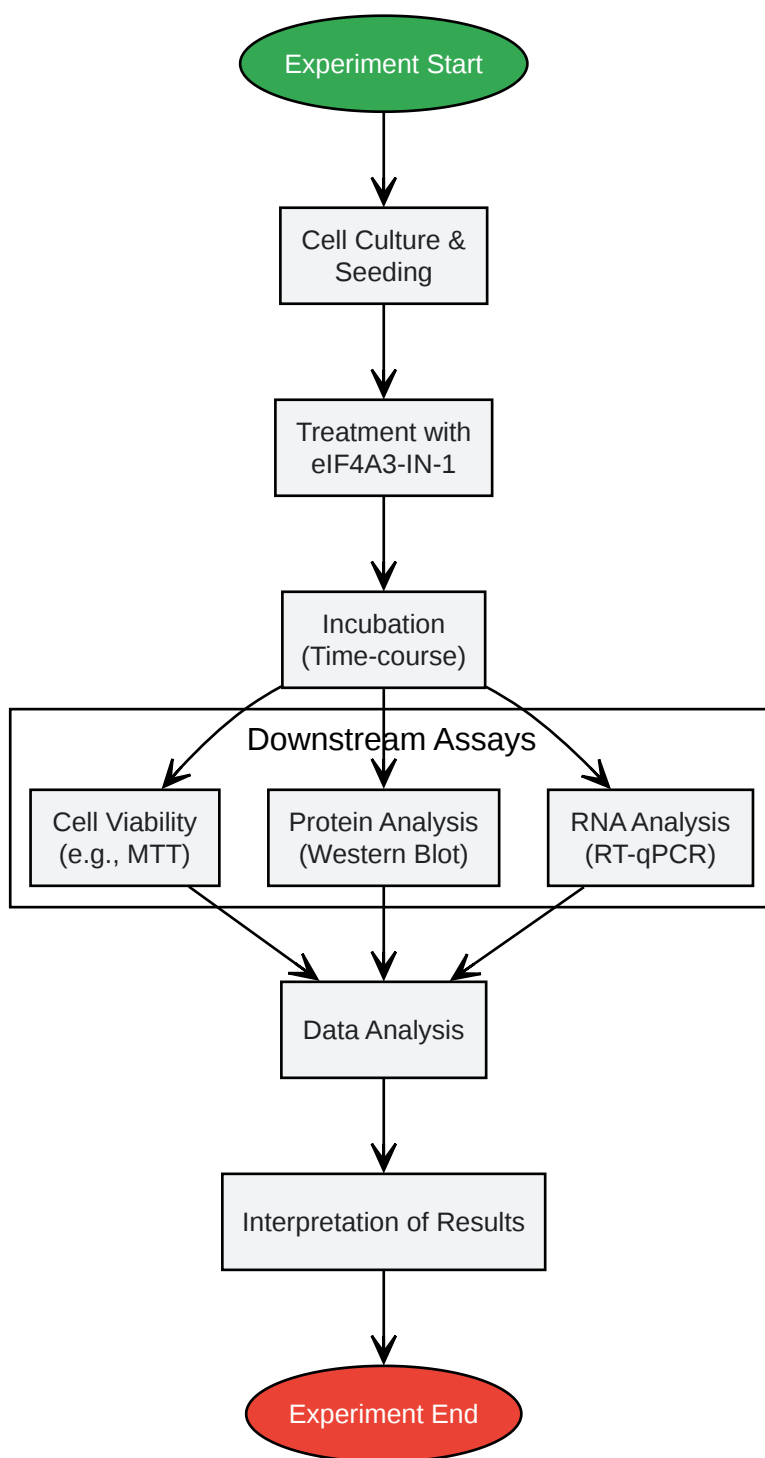 Experiment Start
Cell Culture &
Seeding
Treatment with
eIF4A3-IN-1
Incubation
(Time-course)
Downstream Assays
Cell Viability
(e.g., MTT)
Protein Analysis
(Western Blot)
RNA Analysis
(RT-qPCR)
Data Analysis
Interpretation of Results
Experiment End